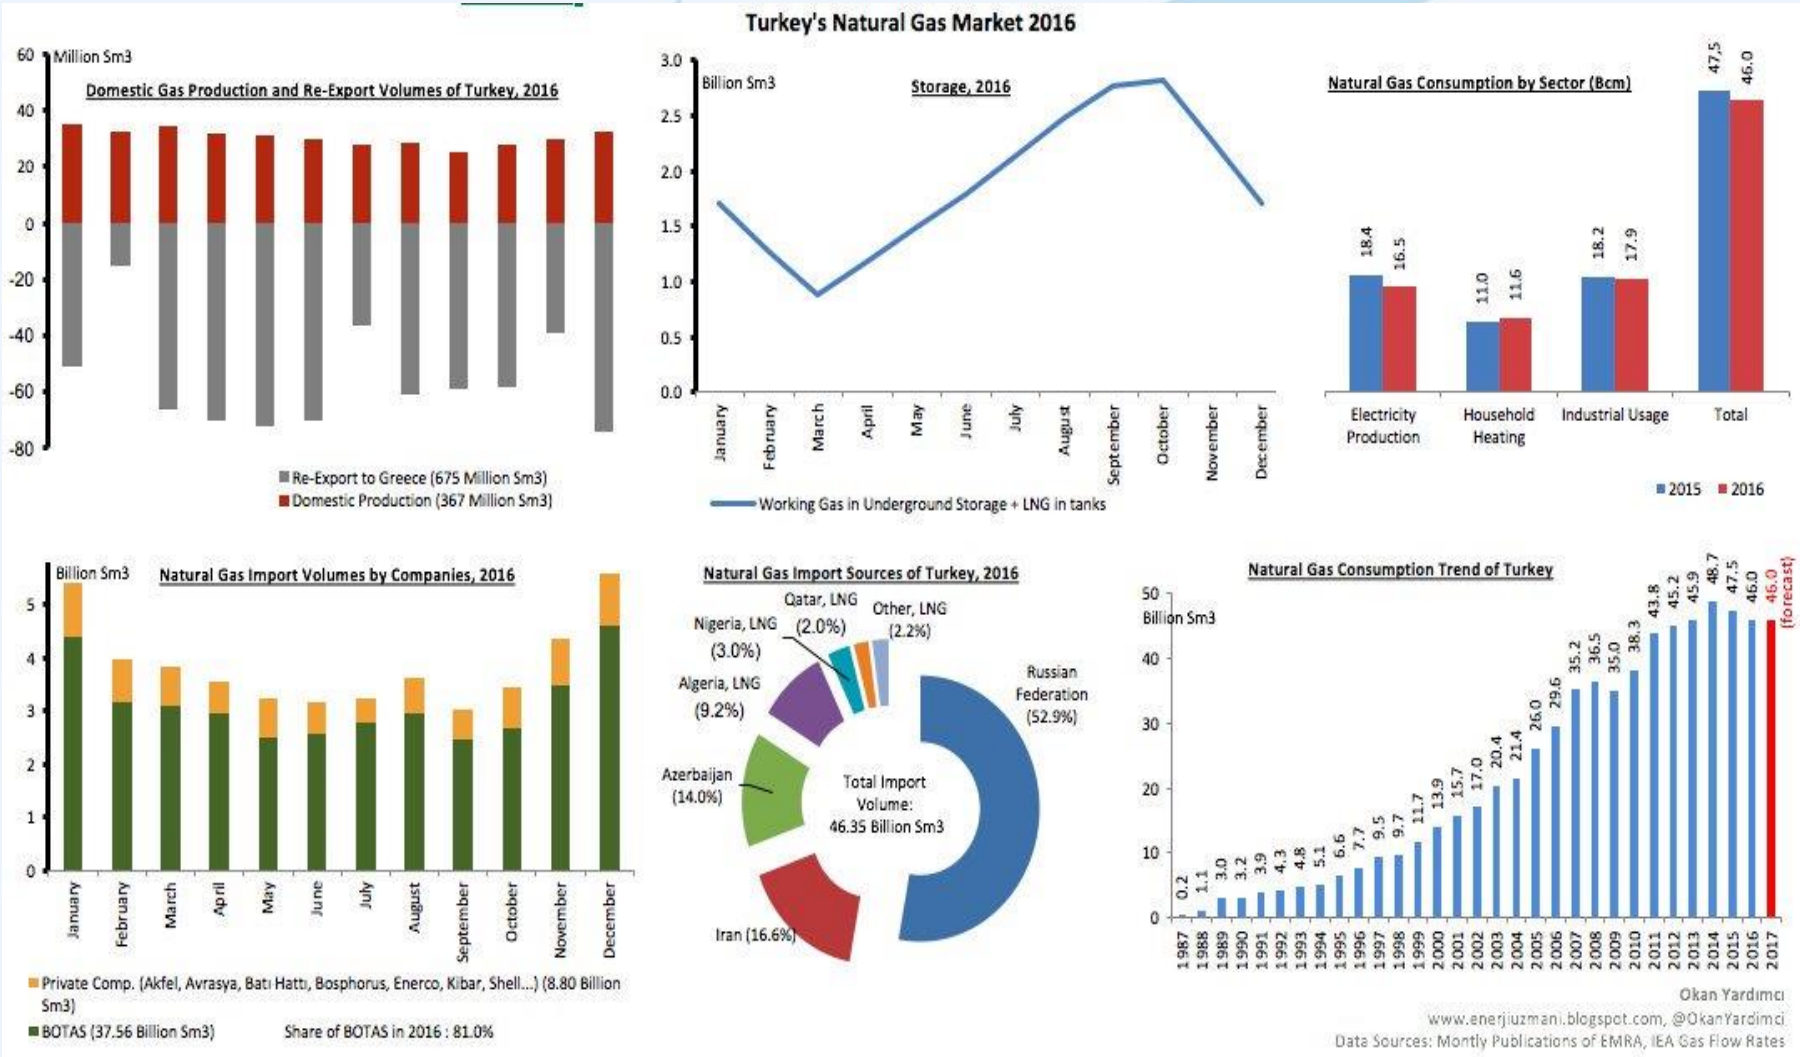 Turkey's Natural Gas Market 2016
Million Sm3
Domestic Gas Production and Re-Export Volumes of Turkey, 2016
60
40
20
0
-20
-40
-60
-80
Re-Export to Greece (675 Million Sm3)
Domestic Production (367 Million Sm3)
Billion Sm3
Storage, 2016
3.0
2.5
2.0
1.5
1.0
0.5
0.0
January
February
March
April
May
June
July
August
September
October
November
December
Working Gas in Underground Storage + LNG in tanks
Natural Gas Consumption by Sector (Bcm)
18.4
16.5
11.0
11.6
18.2
17.9
47,5
46.0
Electricity
Production
Household
Heating
Industrial Usage
Total
2015 2016
Billion Sm3
Natural Gas Import Volumes by Companies, 2016
5
4
3
2
1
0
January
February
March
April
May
June
July
August
September
October
November
December
Private Comp. (Akfel, Avrasya, Batı Hattı, Bosphorus, Enerco, Kibar, Shell...) (8.80 Billion
Sm3)
BOTAS (37.56 Billion Sm3) Share of BOTAS in 2016 : 81.0%
Natural Gas Import Sources of Turkey, 2016
Qatar, LNG
(2.0%)
Other, LNG
(2.2%)
Nigeria, LNG
(3.0%)
Algeria, LNG
(9.2%)
Russian
Federation
(52.9%)
Azerbaijan
(14.0%)
Total Import
Volume:
46.35 Billion Sm3
Iran (16.6%)
Natural Gas Consumption Trend of Turkey
Billion Sm3
50
40
30
20
10
0
0.2
1.1
3.0
3.2
3.9
4.3
4.8
5.1
6.6
7.7
9.5
9.7
11.7
13.9
15.7
17.0
20.4
21.4
26.0
29.6
35.2
36.5
35.0
38.3
43.8
45.2
45.9
48.7
47.5
46.0
46.0
(forecast)
1987
1988
1989
1990
1991
1992
1993
1994
1995
1996
1997
1998
1999
2000
2001
2002
2003
2004
2005
2006
2007
2008
2009
2010
2011
2012
2013
2014
2015
2016
2017
Okan Yardımcı
www.enerjiuzmani.blogspot.com, @OkanYardimci
Data Sources: Montly Publications of EMRA, IEA Gas Flow Rates